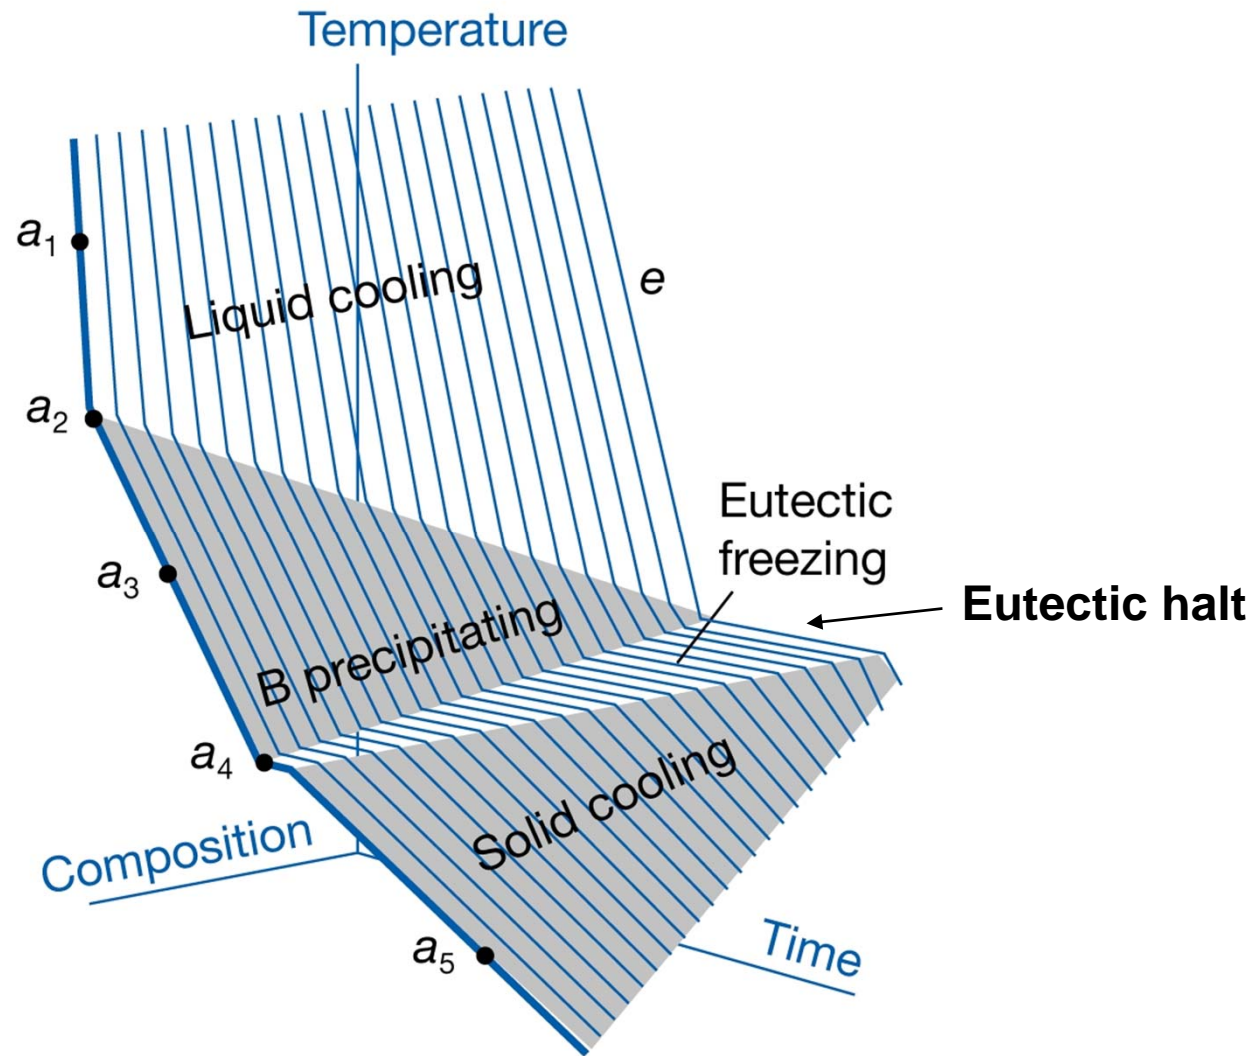 Temperature
a₁
e
Liquid cooling
a₂
Eutectic
freezing
a₃
Eutectic halt
B precipitating
a₄
Solid cooling
Composition
a₅
Time